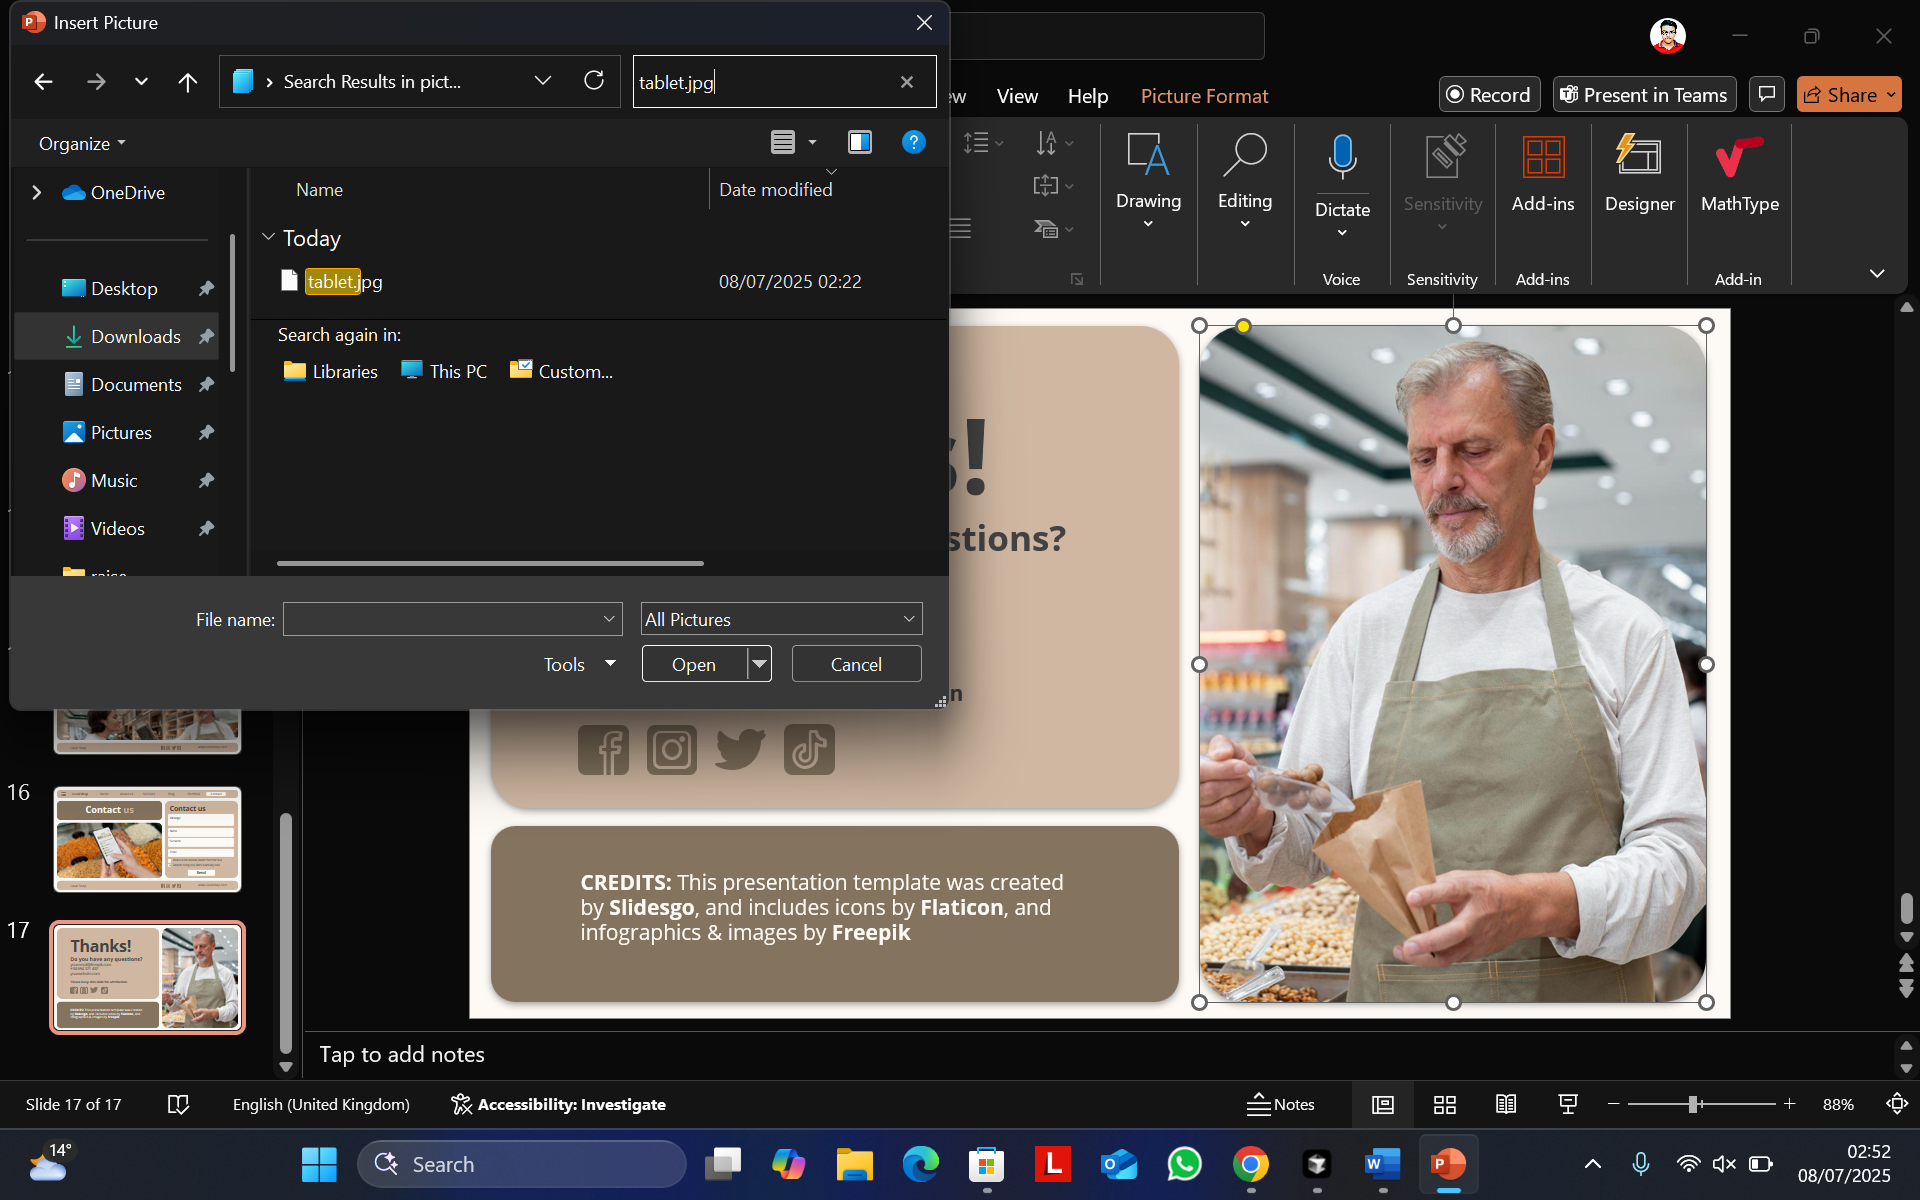 Insert Picture
Search Results in pict...
tablet.jpg
Organize
OneDrive
Desktop
Downloads
Documents
Pictures
Music
Videos
Name
Date modified
Today
tablet.jpg
08/07/2025 02:22
Search again in:
Libraries
This PC
Custom...
File name:
All Pictures
Tools
Open
Cancel
View
Help
Picture Format
Record
Present in Teams
Share
Drawing
Editing
Dictate
Sensitivity
Add-ins
Designer
MathType
Voice
Sensitivity
Add-ins
Add-in
s!
stions?
n
CREDITS: This presentation template was created
by Slidesgo, and includes icons by Flaticon, and
infographics & images by Freepik
16
Contact us
Contact us
17
Thanks!
Do you have any questions?
Tap to add notes
Slide 17 of 17
English (United Kingdom)
Accessibility: Investigate
Notes
88%
14°
Search
02:52
08/07/2025